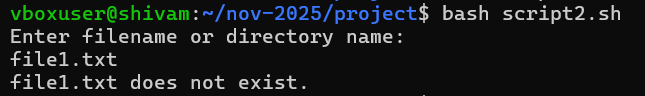 vboxuser@shivam:~/nov-2025/project$ bash script2.sh
Enter filename or directory name:
file1.txt
file1.txt does not exist.